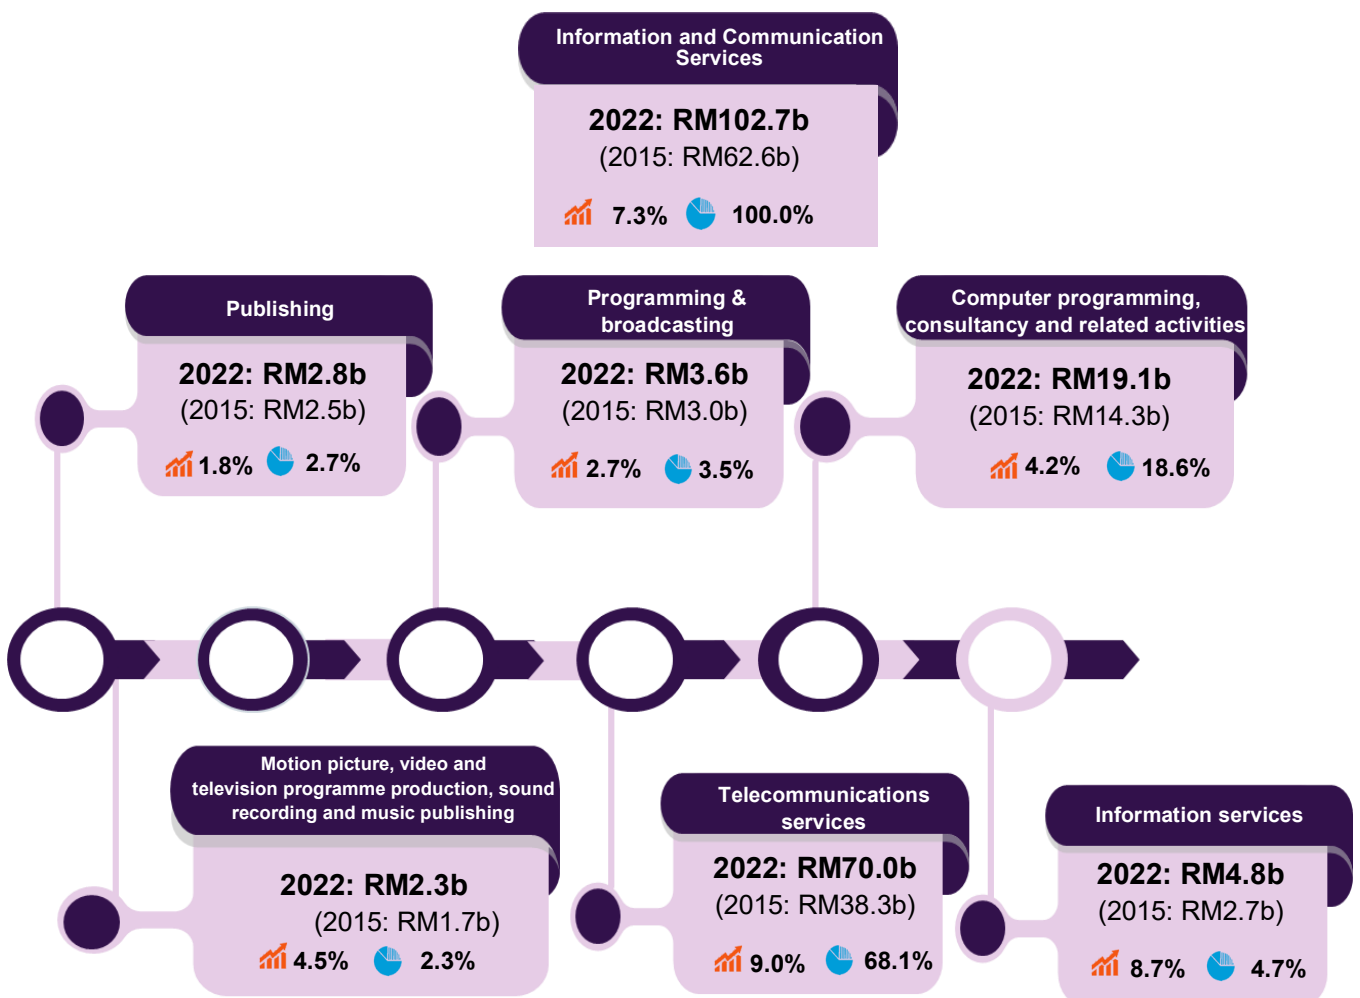 Information and Communication
Services
2022: RM102.7b
(2015: RM62.6b)
7.3% 100.0%
Publishing
2022: RM2.8b
(2015: RM2.5b)
1.8% 2.7%
Programming &
broadcasting
2022: RM3.6b
(2015: RM3.0b)
2.7% 3.5%
Computer programming,
consultancy and related activities
2022: RM19.1b
(2015: RM14.3b)
4.2% 18.6%
Motion picture, video and
television programme production, sound
recording and music publishing
2022: RM2.3b
(2015: RM1.7b)
4.5% 2.3%
Telecommunications
services
2022: RM70.0b
(2015: RM38.3b)
9.0% 68.1%
Information services
2022: RM4.8b
(2015: RM2.7b)
8.7% 4.7%